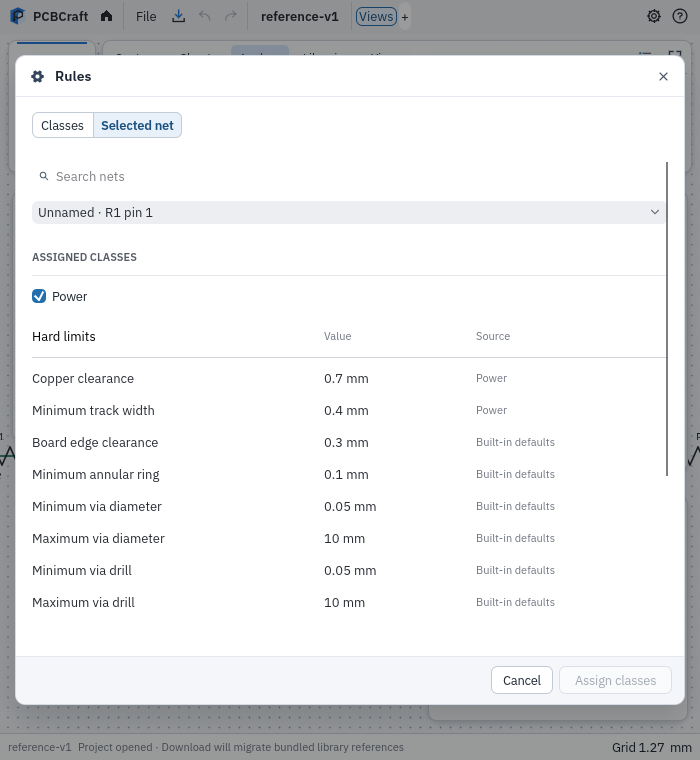 PCBCraft File reference-v1 Views +
Rules
Classes Selected net
Search nets
Unnamed · R1 pin 1
ASSIGNED CLASSES
Power
Hard limits Value Source
Copper clearance 0.7 mm Power
Minimum track width 0.4 mm Power
Board edge clearance 0.3 mm Built-in defaults
Minimum annular ring 0.1 mm Built-in defaults
Minimum via diameter 0.05 mm Built-in defaults
Maximum via diameter 10 mm Built-in defaults
Minimum via drill 0.05 mm Built-in defaults
Maximum via drill 10 mm Built-in defaults
Cancel Assign classes
reference-v1 Project opened · Download will migrate bundled library references Grid 1.27 mm